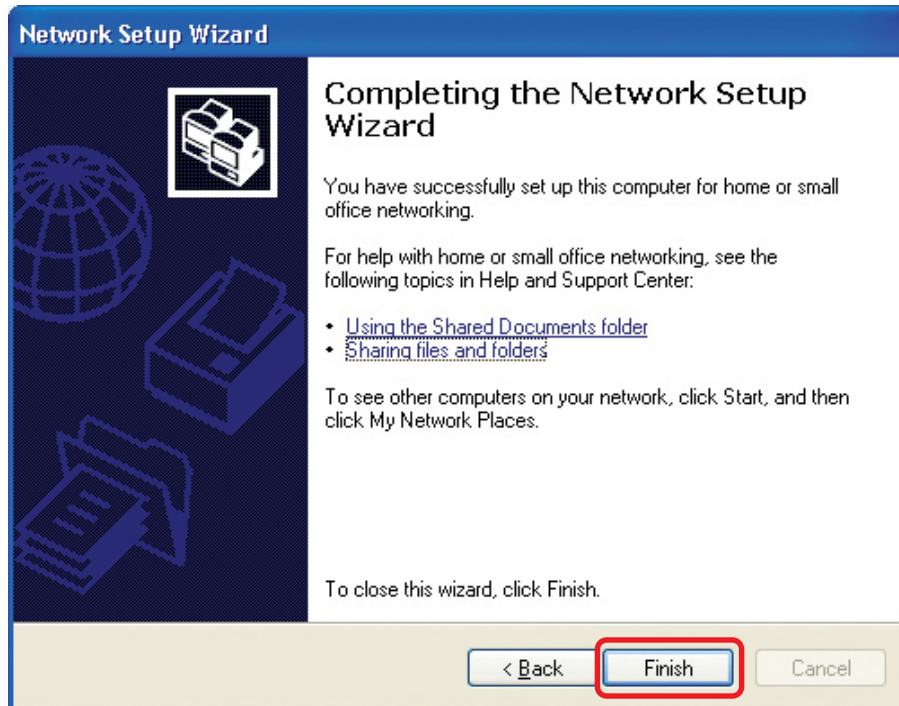 Network Setup Wizard
Completing the Network Setup
Wizard
You have successfully set up this computer for home or small
office networking.
For help with home or small office networking, see the
following topics in Help and Support Center:
• Using the Shared Documents folder
• Sharing files and folders
To see other computers on your network, click Start, and then
click My Network Places.
To close this wizard, click Finish.
< Back Finish Cancel